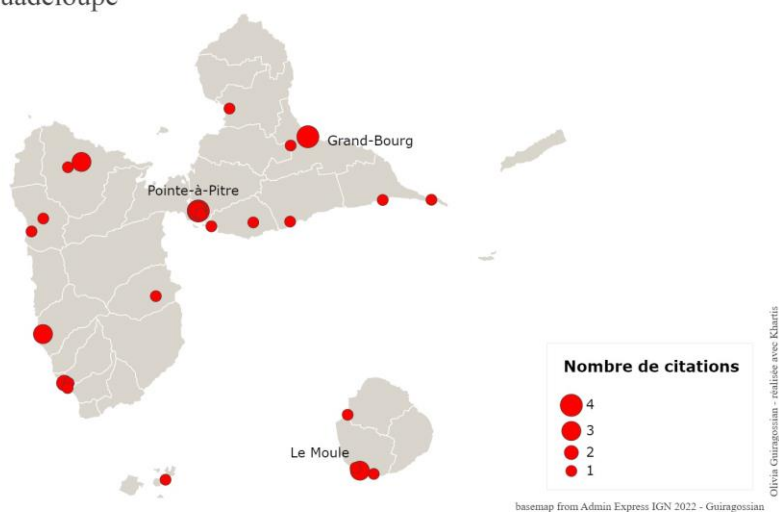 uadeloupe
Grand-Bourg
Pointe-à-Pitre
Le Moule
Nombre de citations
4
3
2
1
Olivia Guiragossian - réalisée avec Khartis
basemap from Admin Express IGN 2022 - Guiragossian